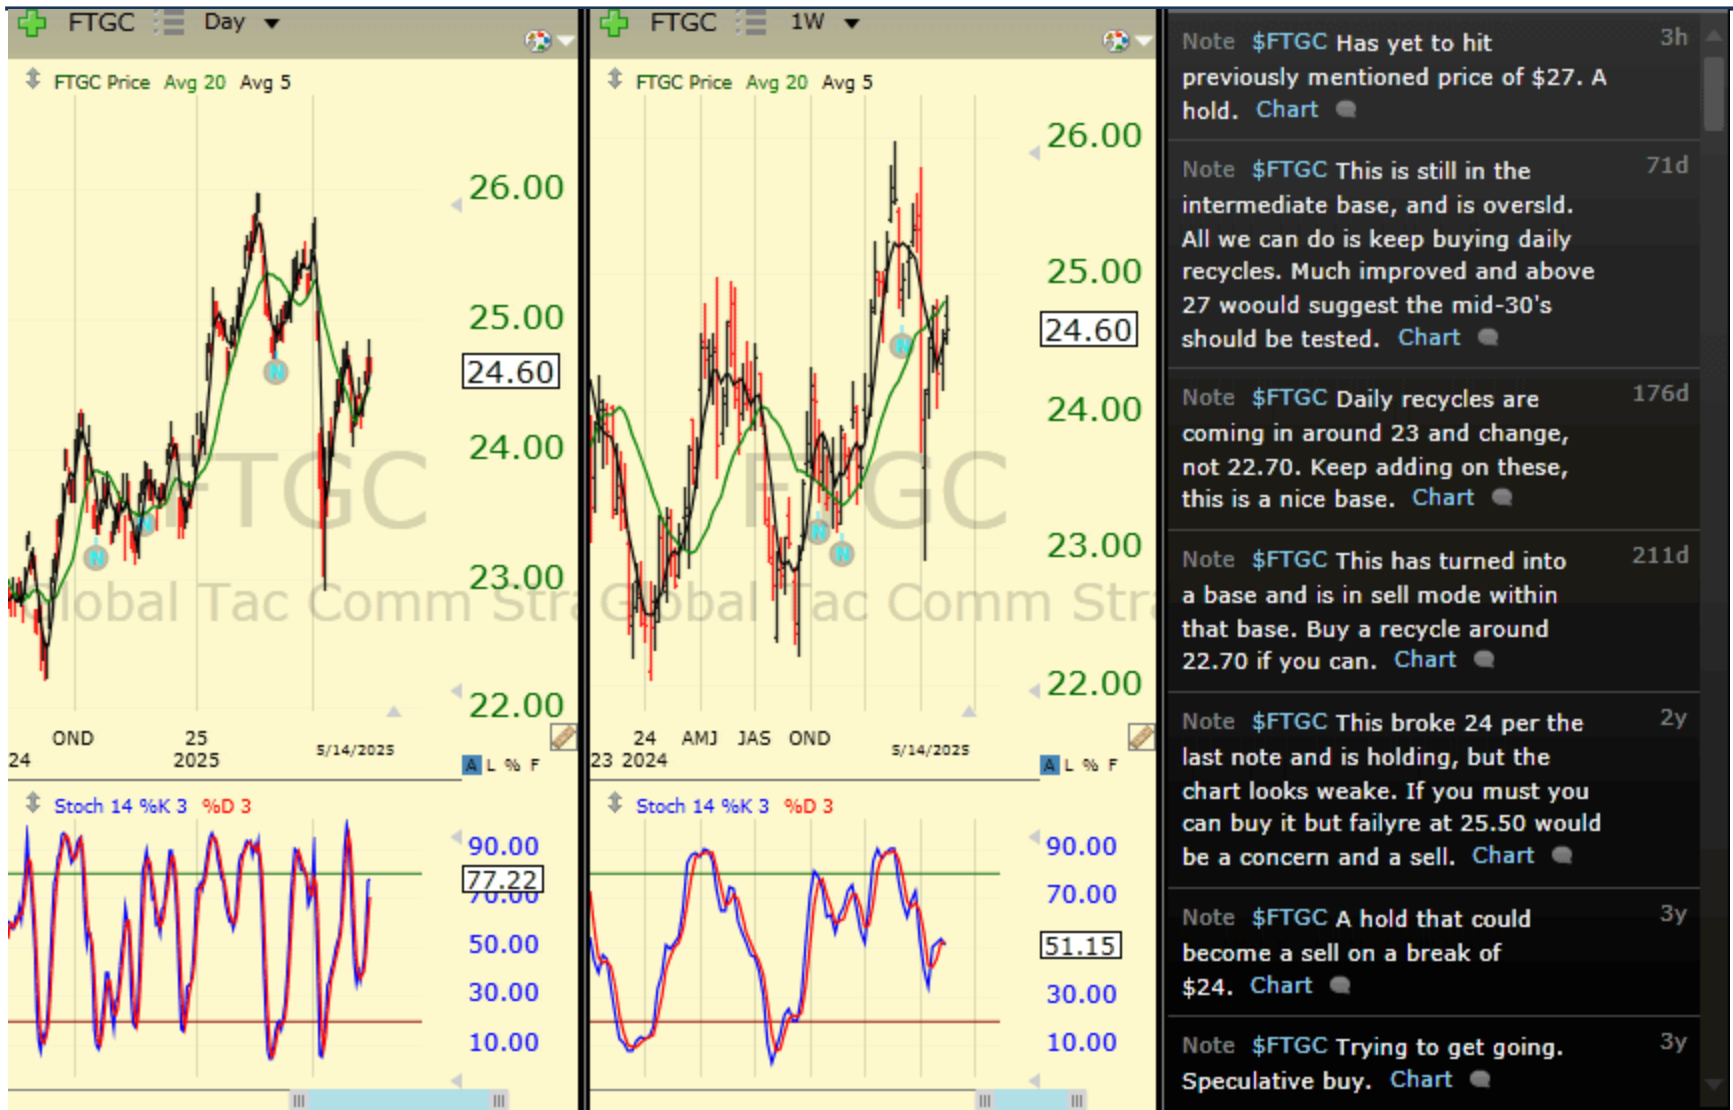 FTGC Day
FTGC Price Avg 20 Avg 5
26.00
25.00
24.60
24.00
23.00
22.00
FTGC
Global Tac Comm Stra
N
N
N
OND 25 5/14/2025
24 2025
A L % F
Stoch 14 %K 3 %D 3
90.00
77.22
70.00
50.00
30.00
10.00
FTGC 1W
FTGC Price Avg 20 Avg 5
26.00
25.00
24.60
24.00
23.00
22.00
FTGC
Global Tac Comm Stra
N
N
N
24 AMJ JAS OND 5/14/2025
23 2024
A L % F
Stoch 14 %K 3 %D 3
90.00
70.00
51.15
30.00
10.00
Note $FTGC Has yet to hit 3h
previously mentioned price of $27. A
hold. Chart
Note $FTGC This is still in the 71d
intermediate base, and is oversld.
All we can do is keep buying daily
recycles. Much improved and above
27 woould suggest the mid-30's
should be tested. Chart
Note $FTGC Daily recycles are 176d
coming in around 23 and change,
not 22.70. Keep adding on these,
this is a nice base. Chart
Note $FTGC This has turned into 211d
a base and is in sell mode within
that base. Buy a recycle around
22.70 if you can. Chart
Note $FTGC This broke 24 per the 2y
last note and is holding, but the
chart looks weake. If you must you
can buy it but failyre at 25.50 would
be a concern and a sell. Chart
Note $FTGC A hold that could 3y
become a sell on a break of
$24. Chart
Note $FTGC Trying to get going. 3y
Speculative buy. Chart